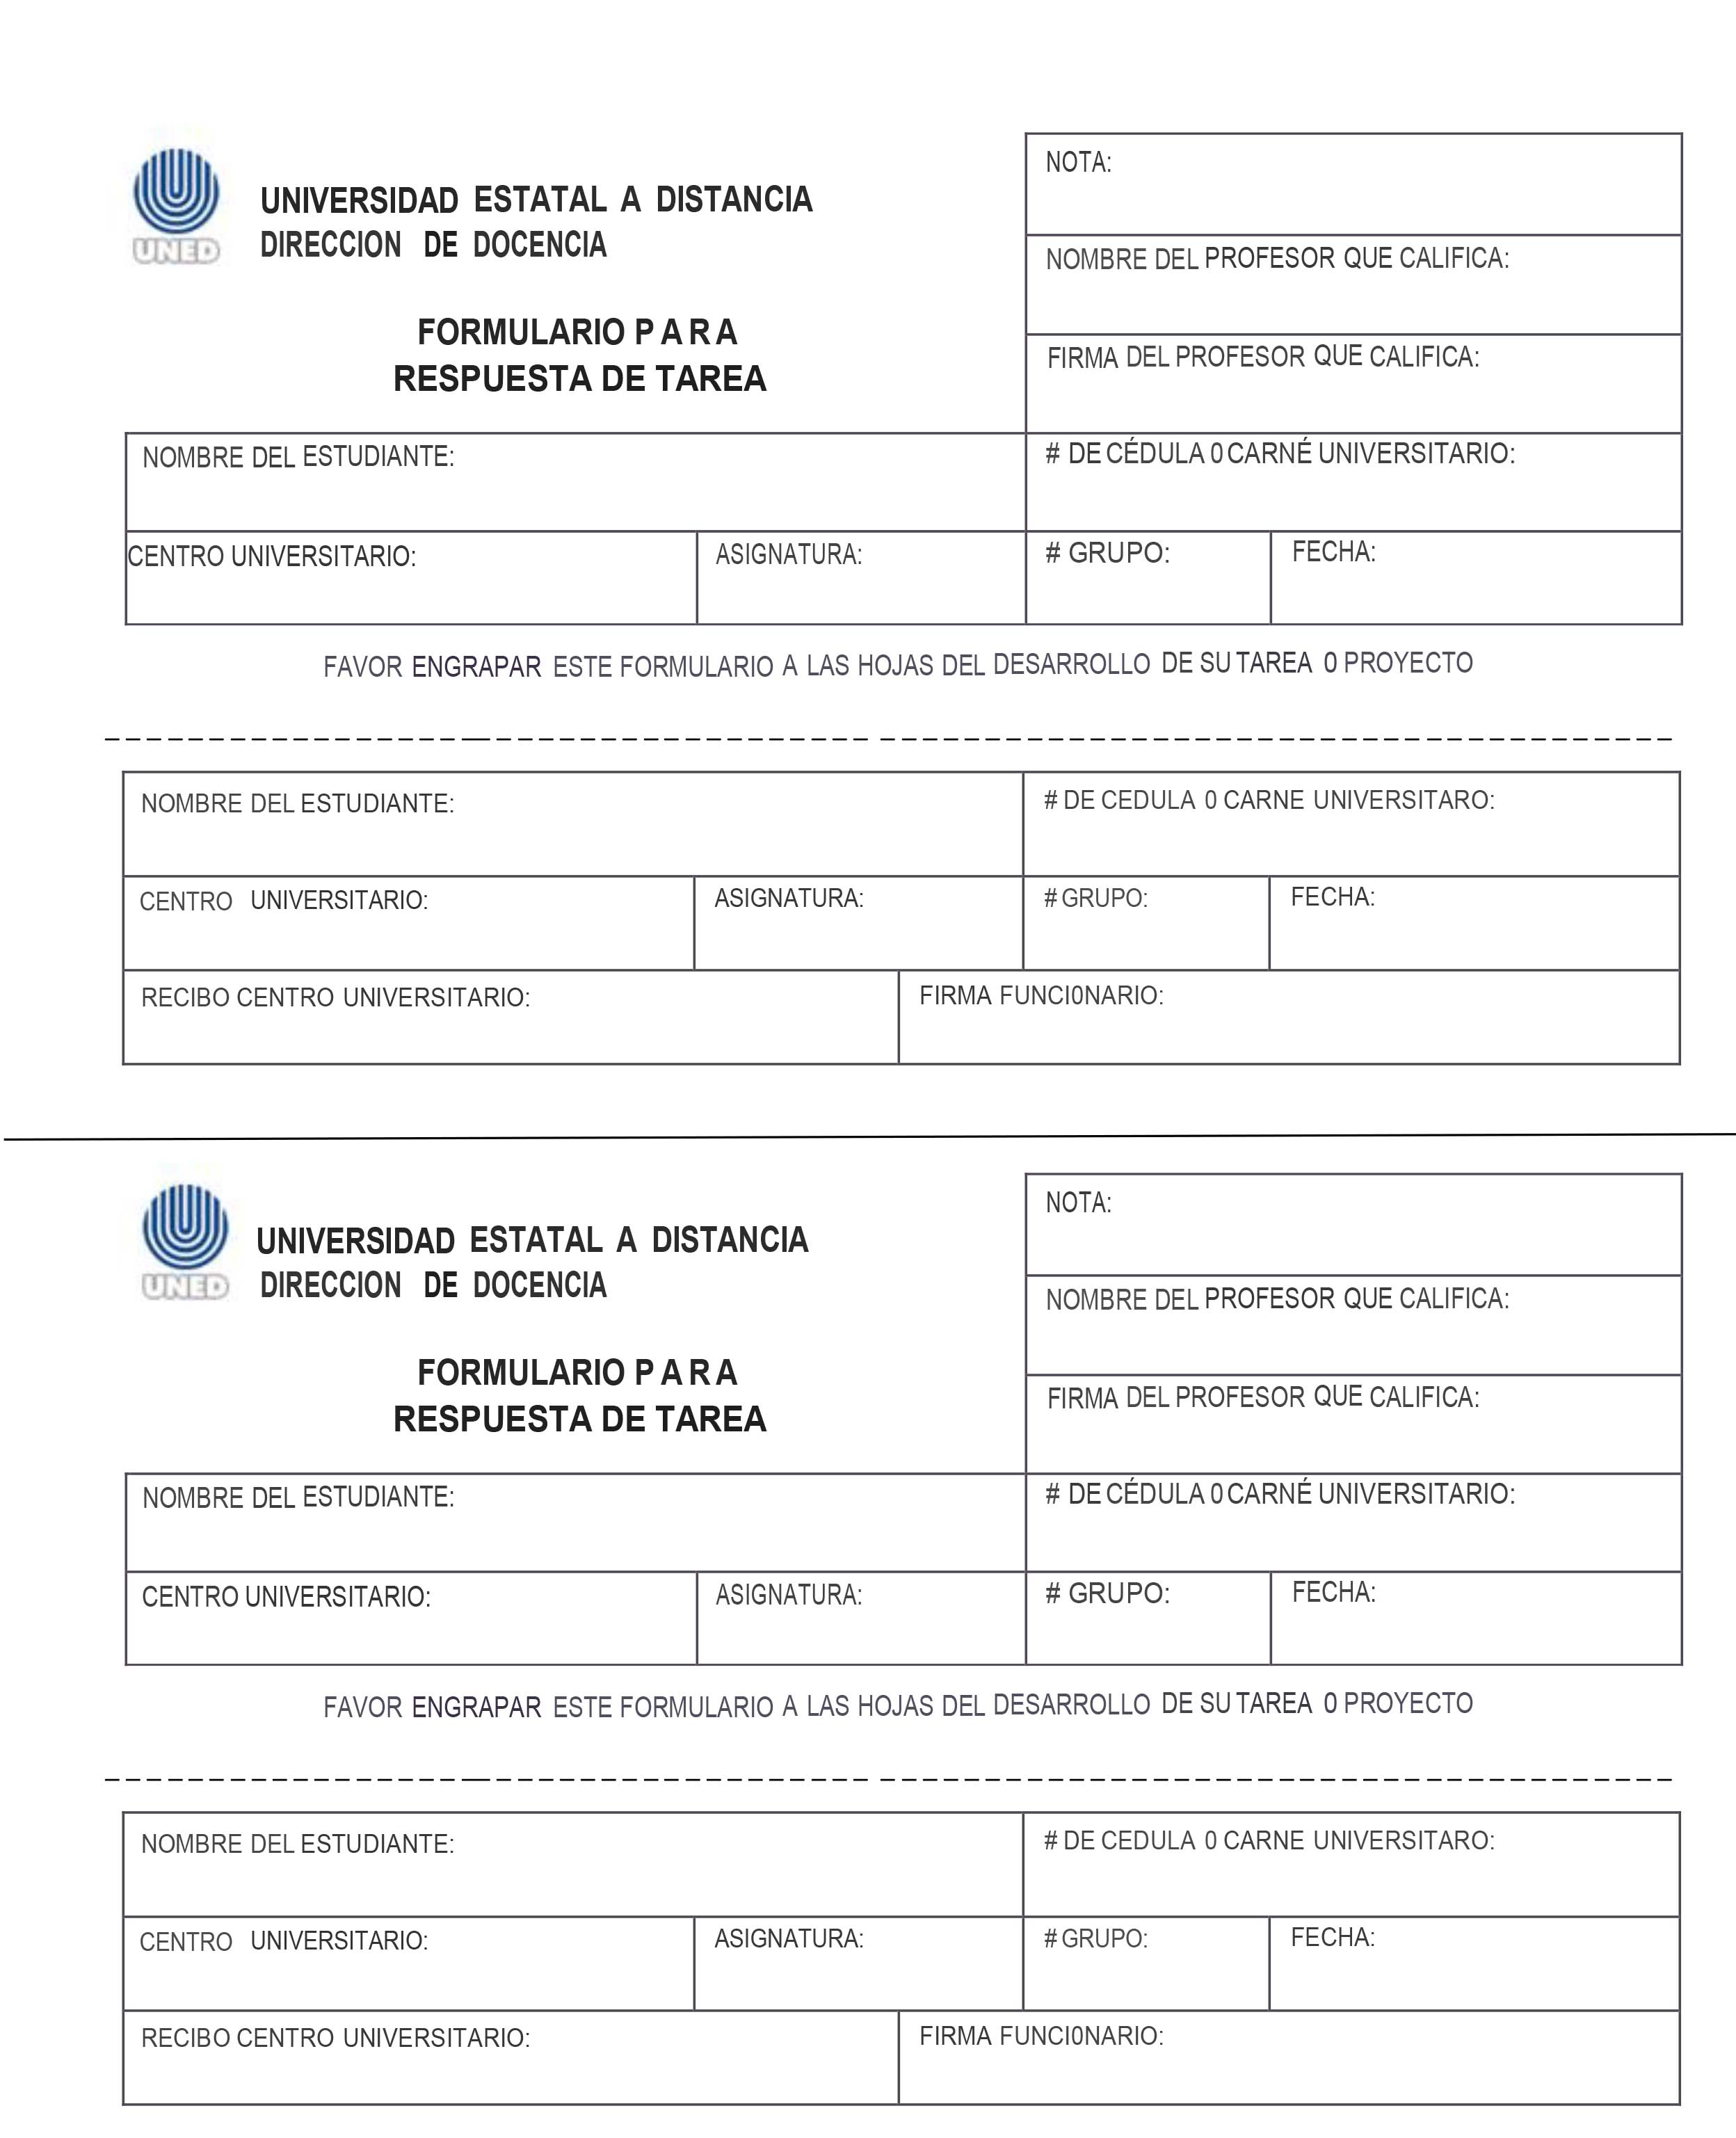 NOTA:
UNIVERSIDAD ESTATAL A DISTANCIA
DIRECCION DE DOCENCIA
UNED
NOMBRE DEL PROFESOR QUE CALIFICA:
FORMULARIO PARA
RESPUESTA DE TAREA
FIRMA DEL PROFESOR QUE CALIFICA:
NOMBRE DEL ESTUDIANTE:
# DE CÉDULA 0 CARNÉ UNIVERSITARIO:
CENTRO UNIVERSITARIO:
ASIGNATURA:
# GRUPO:
FECHA:
FAVOR ENGRAPAR ESTE FORMULARIO A LAS HOJAS DEL DESARROLLO DE SU TAREA 0 PROYECTO
NOMBRE DEL ESTUDIANTE:
# DE CEDULA 0 CARNE UNIVERSITARO:
CENTRO UNIVERSITARIO:
ASIGNATURA:
# GRUPO:
FECHA:
RECIBO CENTRO UNIVERSITARIO:
FIRMA FUNCI0NARIO:
NOTA:
UNIVERSIDAD ESTATAL A DISTANCIA
DIRECCION DE DOCENCIA
UNED
NOMBRE DEL PROFESOR QUE CALIFICA:
FORMULARIO PARA
RESPUESTA DE TAREA
FIRMA DEL PROFESOR QUE CALIFICA:
NOMBRE DEL ESTUDIANTE:
# DE CÉDULA 0 CARNÉ UNIVERSITARIO:
CENTRO UNIVERSITARIO:
ASIGNATURA:
# GRUPO:
FECHA:
FAVOR ENGRAPAR ESTE FORMULARIO A LAS HOJAS DEL DESARROLLO DE SU TAREA 0 PROYECTO
NOMBRE DEL ESTUDIANTE:
# DE CEDULA 0 CARNE UNIVERSITARO:
CENTRO UNIVERSITARIO:
ASIGNATURA:
# GRUPO:
FECHA:
RECIBO CENTRO UNIVERSITARIO:
FIRMA FUNCI0NARIO: